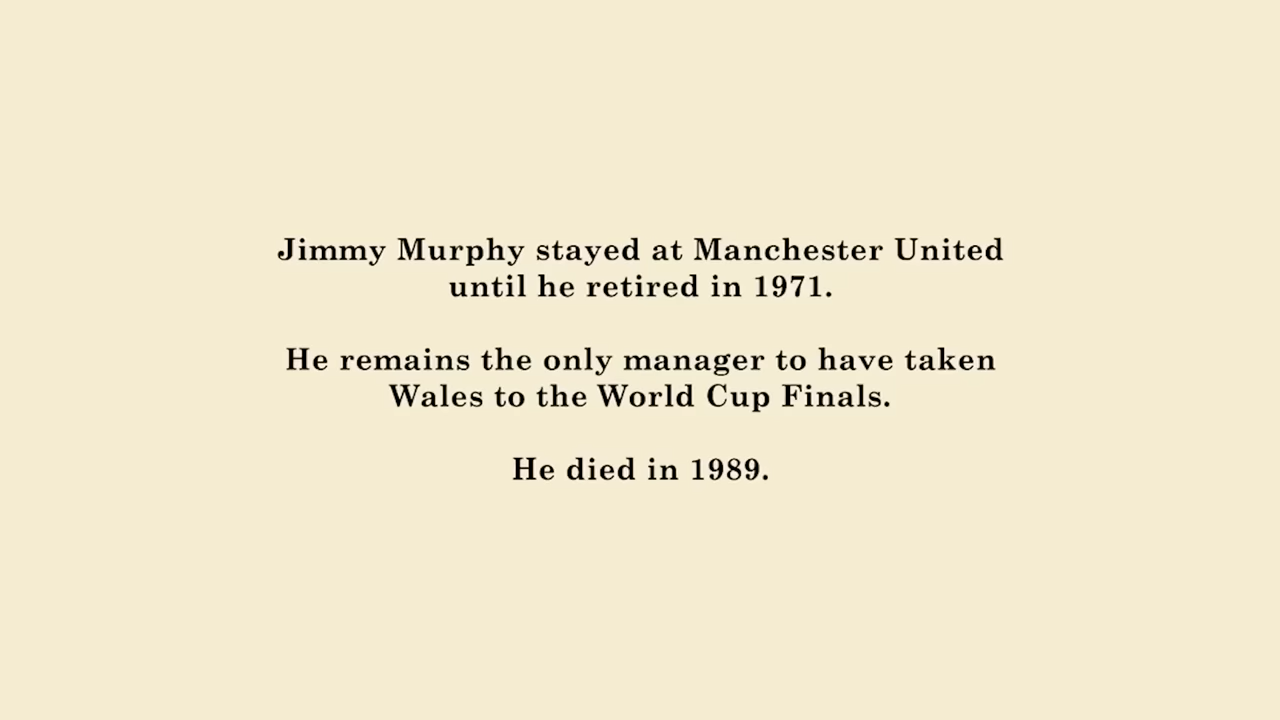 Jimmy Murphy stayed at Manchester United
until he retired in 1971.
He remains the only manager to have taken
Wales to the World Cup Finals.
He died in 1989.